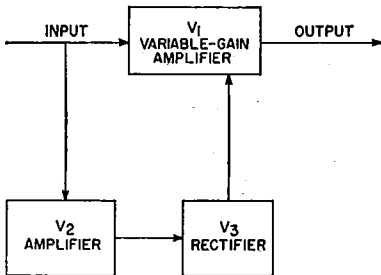 INPUT
V1
VARIABLE-GAIN
AMPLIFIER
OUTPUT
V2
AMPLIFIER
V3
RECTIFIER